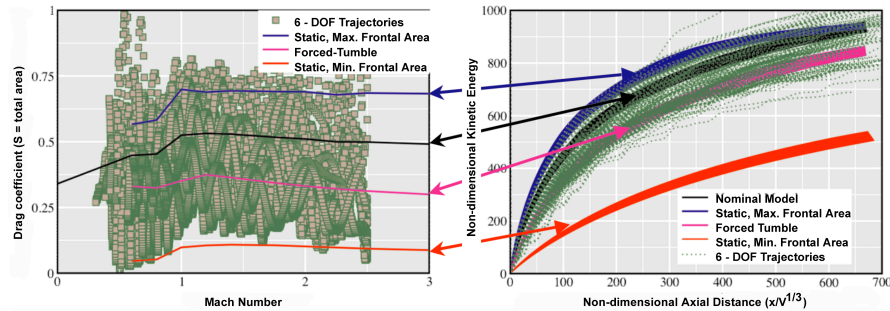 1
0.75
0.5
0.25
0
Drag coefficient (S = total area)
6 - DOF Trajectories
Static, Max. Frontal Area
Forced-Tumble
Static, Min. Frontal Area
0
1
2
3
Mach Number
1000
800
600
400
200
0
Non-dimensional Kinetic Energy
Nominal Model
Static, Max. Frontal Area
Forced Tumble
Static, Min. Frontal Area
6 - DOF Trajectories
0
100
200
300
400
500
600
700
Non-dimensional Axial Distance (x/V^1/3)